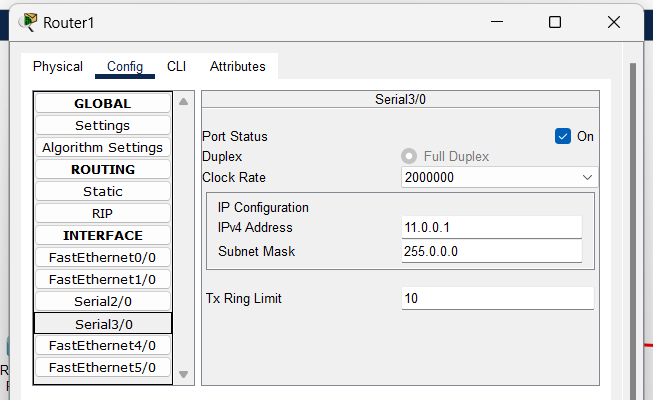 Router1
Physical Config CLI Attributes
GLOBAL
Settings
Algorithm Settings
ROUTING
Static
RIP
INTERFACE
FastEthernet0/0
FastEthernet1/0
Serial2/0
Serial3/0
FastEthernet4/0
FastEthernet5/0
Serial3/0
Port Status On
Duplex Full Duplex
Clock Rate 2000000
IP Configuration
IPv4 Address 11.0.0.1
Subnet Mask 255.0.0.0
Tx Ring Limit 10